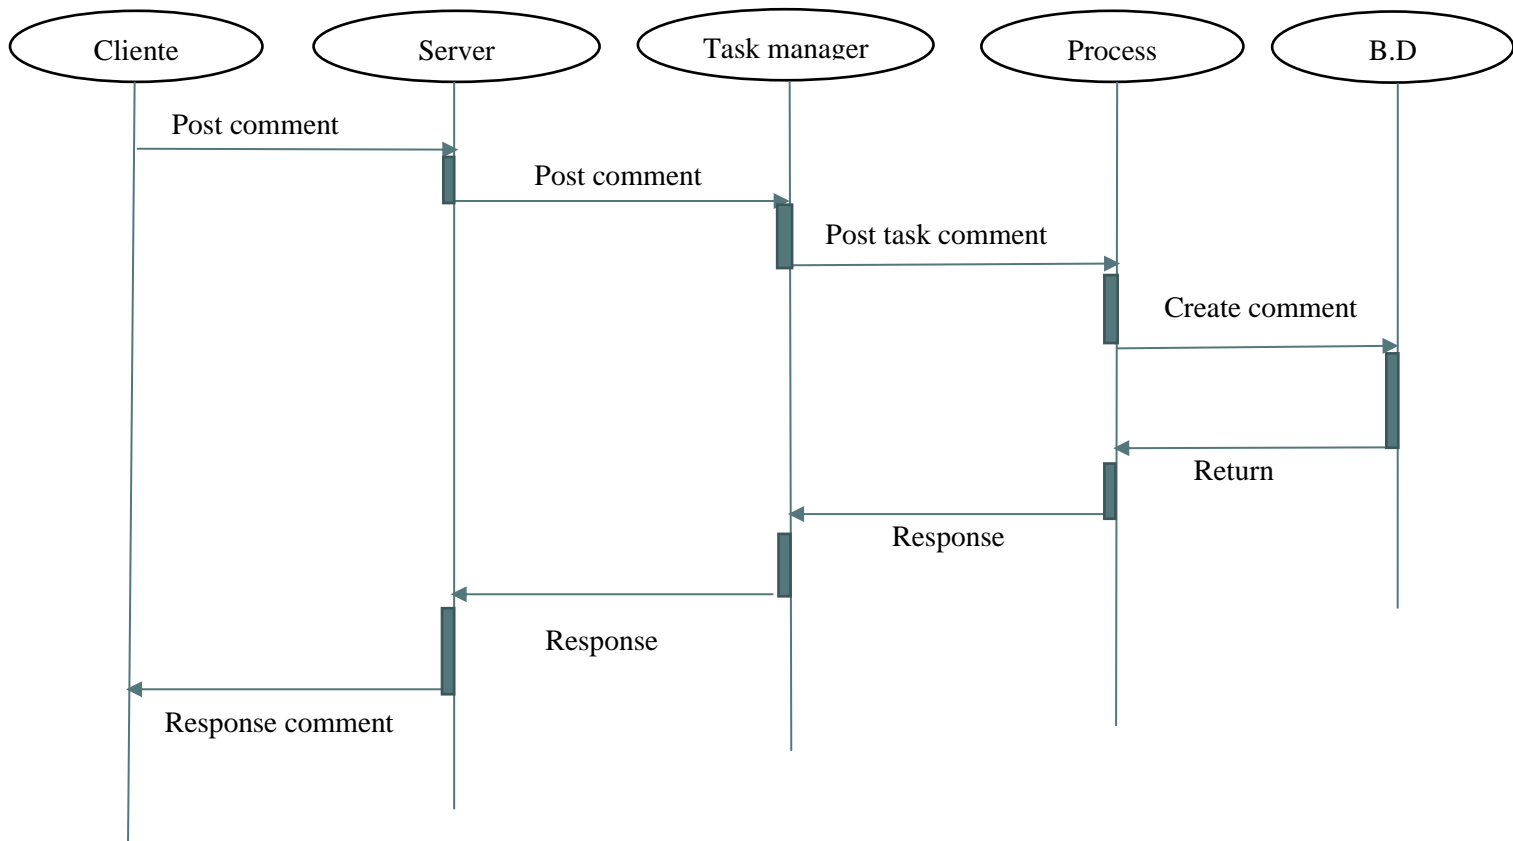 Cliente
Server
Task manager
Process
B.D
Post comment
Post comment
Post task comment
Create comment
Return
Response
Response
Response comment